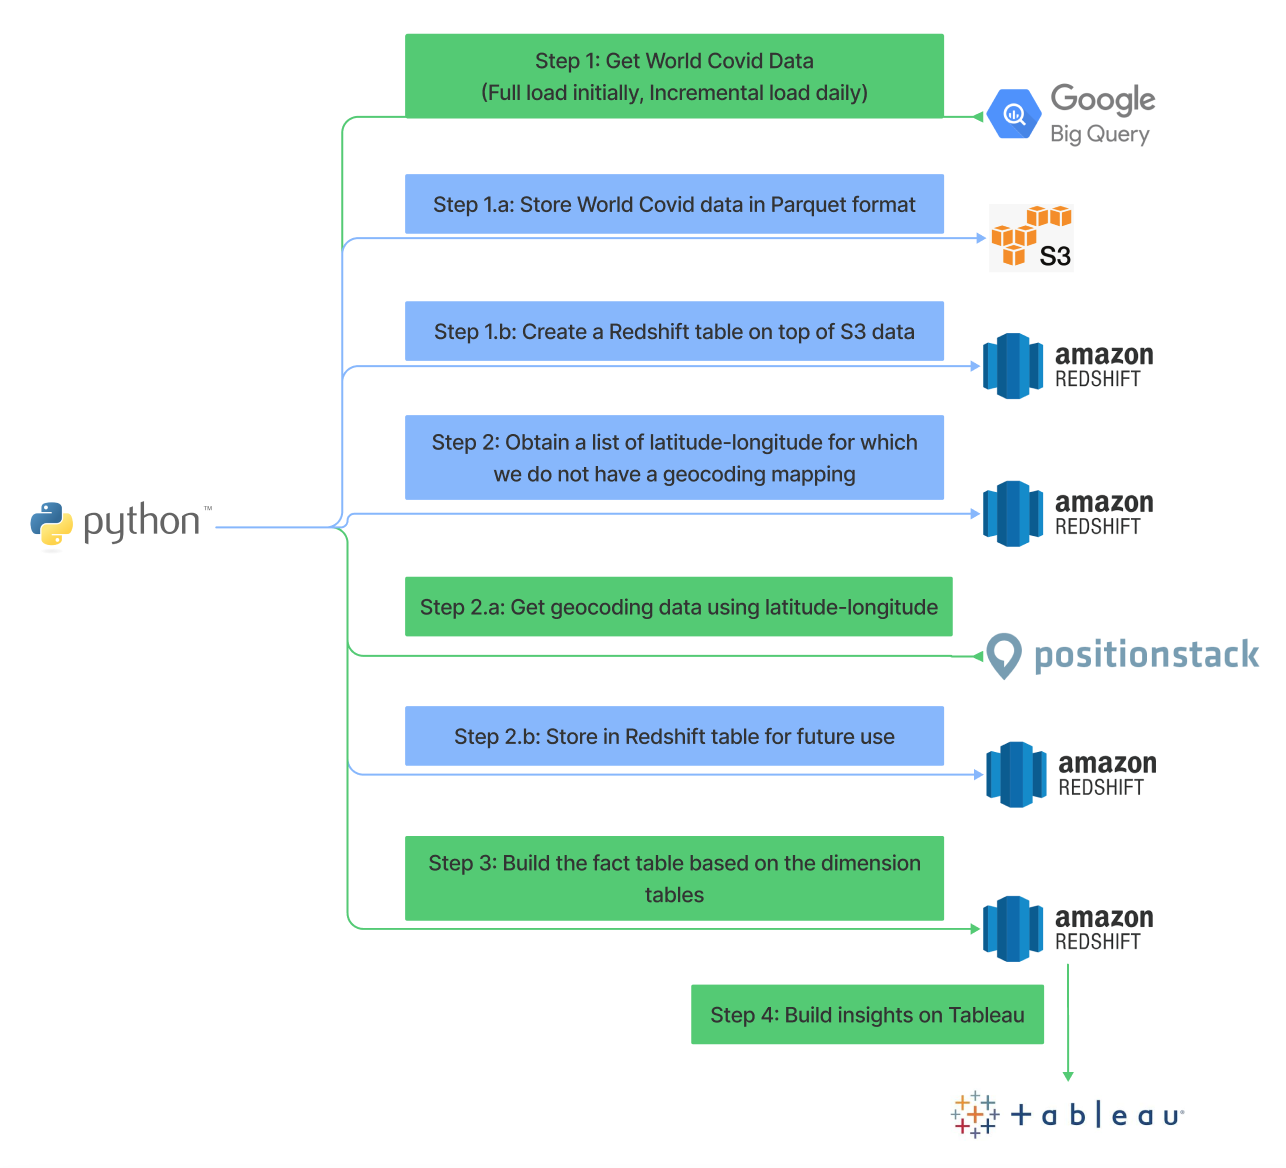 Step 1: Get World Covid Data
(Full load initially, Incremental load daily)
Google
Big Query
Step 1.a: Store World Covid data in Parquet format
S3
Step 1.b: Create a Redshift table on top of S3 data
amazon
REDSHIFT
Step 2: Obtain a list of latitude-longitude for which
we do not have a geocoding mapping
amazon
REDSHIFT
python™
Step 2.a: Get geocoding data using latitude-longitude
positionstack
Step 2.b: Store in Redshift table for future use
amazon
REDSHIFT
Step 3: Build the fact table based on the dimension
tables
amazon
REDSHIFT
Step 4: Build insights on Tableau
+ableau®